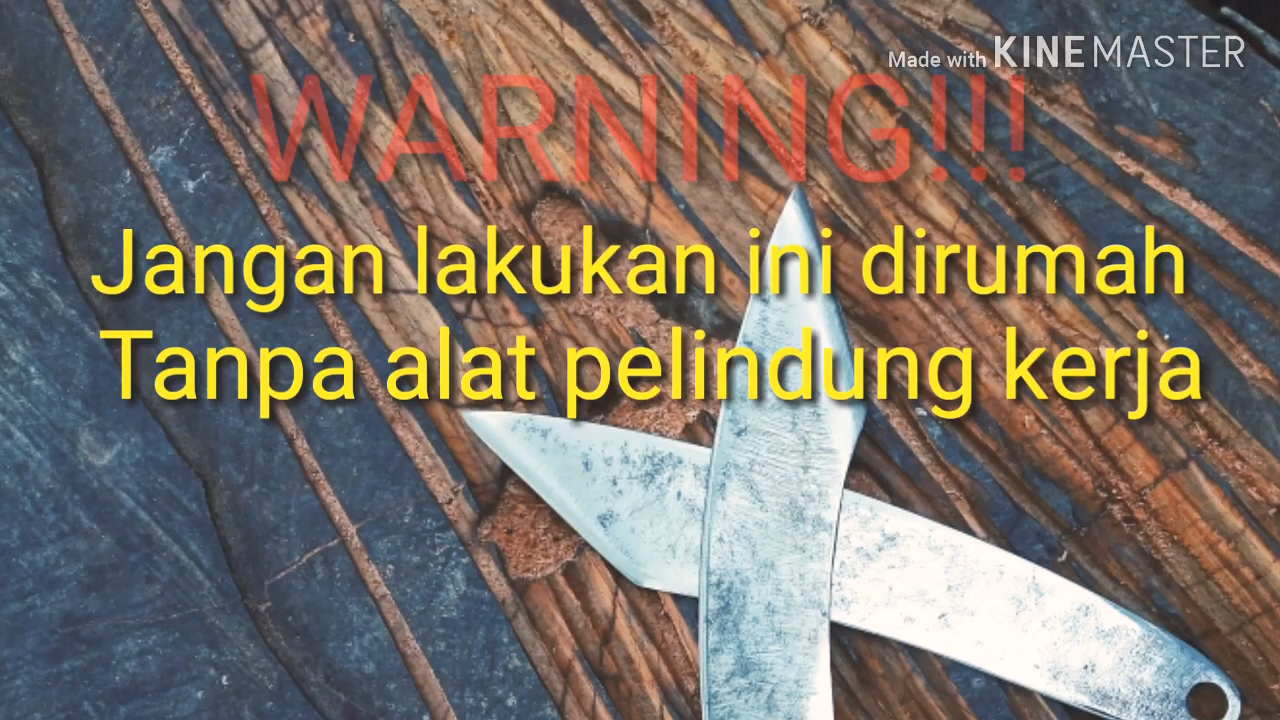 Made with KINEMASTER
WARNING!!!
Jangan lakukan ini dirumah
Tanpa alat pelindung kerja